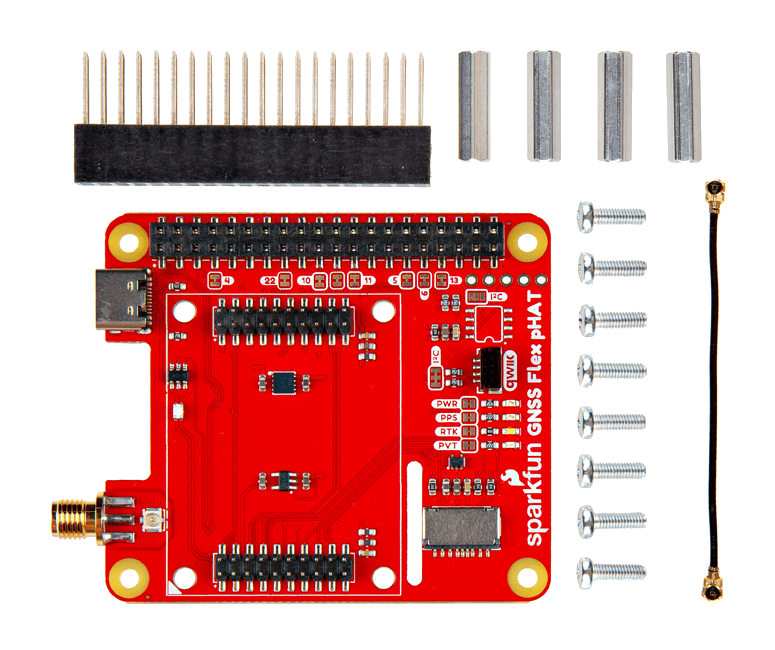 4
22
10
11
5
6
13
I²C
I²C
qwiic
PWR
PPS
RTK
PVT
sparkfun GNSS Flex pHAT